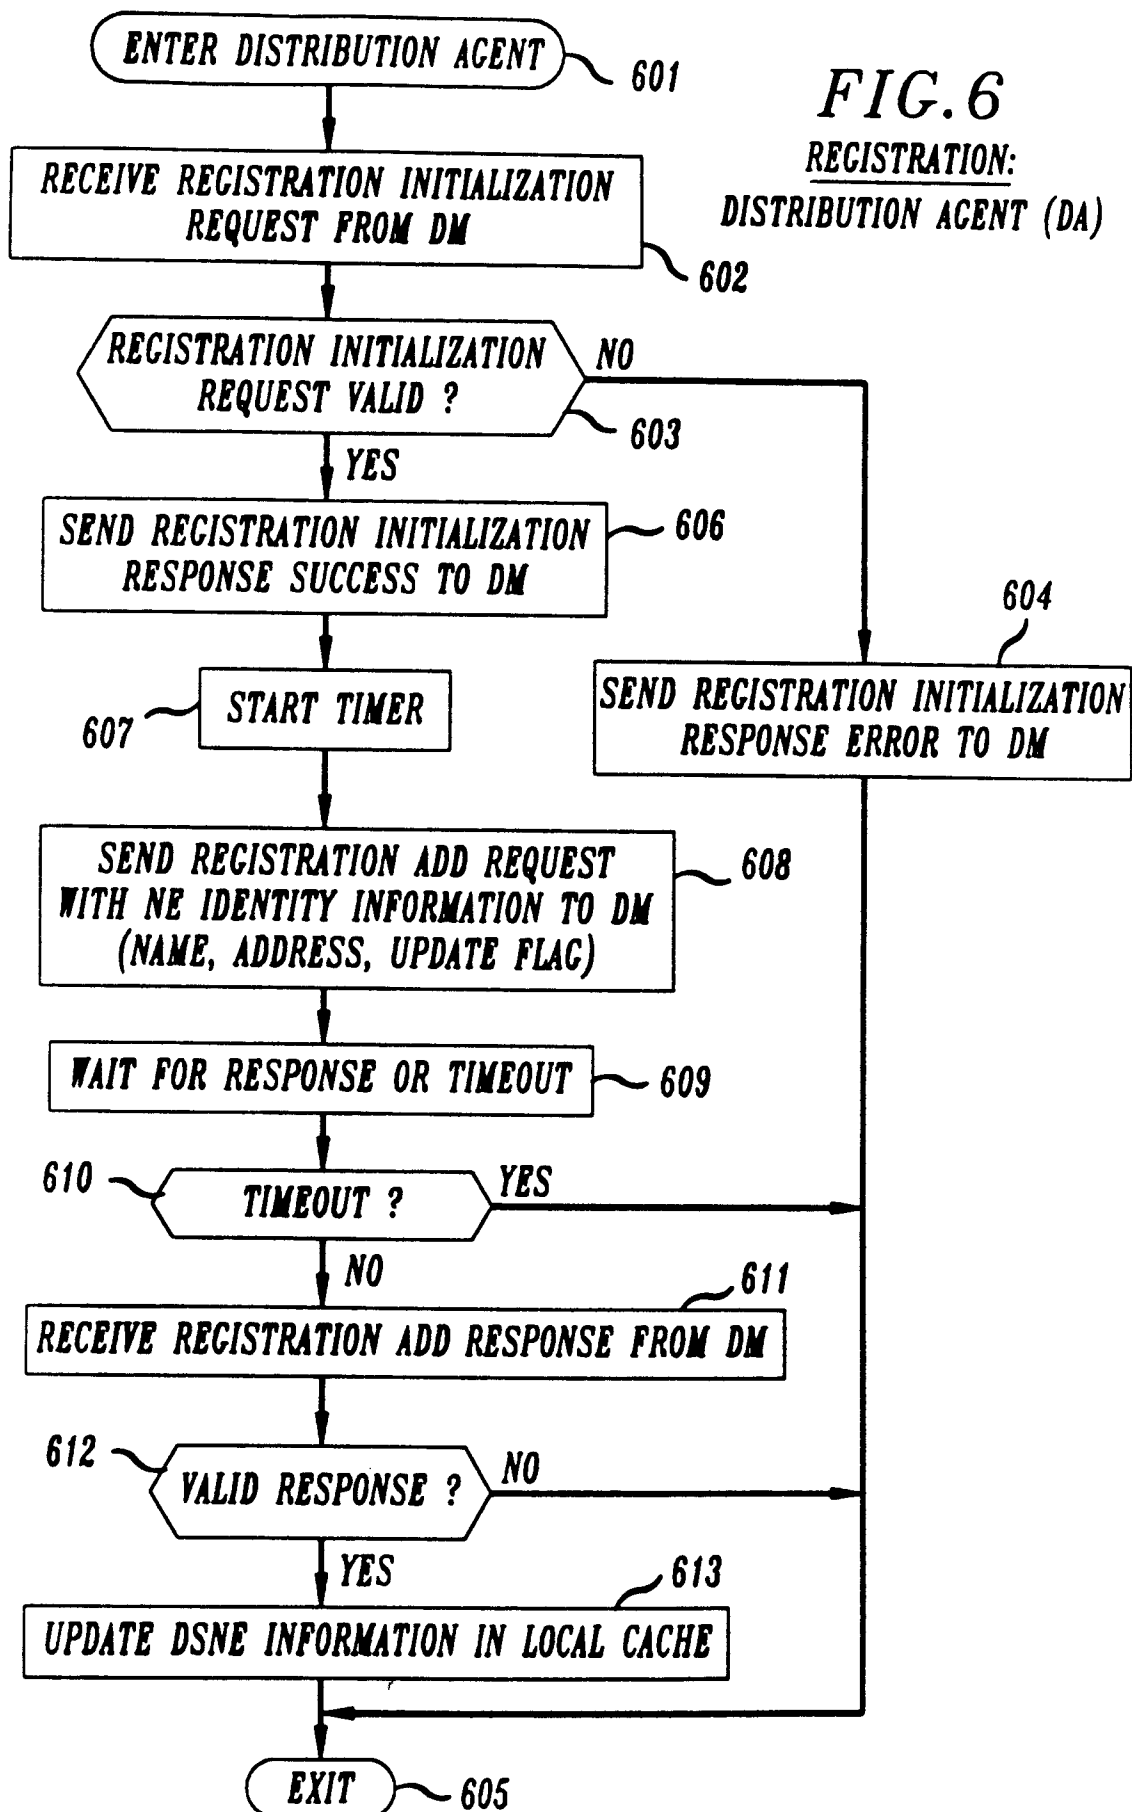 ENTER DISTRIBUTION AGENT
601
FIG. 6
REGISTRATION:
DISTRIBUTION AGENT (DA)
RECEIVE REGISTRATION INITIALIZATION
REQUEST FROM DM
602
REGISTRATION INITIALIZATION
REQUEST VALID ?
NO
603
YES
SEND REGISTRATION INITIALIZATION
RESPONSE SUCCESS TO DM
606
604
SEND REGISTRATION INITIALIZATION
RESPONSE ERROR TO DM
START TIMER
607
SEND REGISTRATION ADD REQUEST
WITH NE IDENTITY INFORMATION TO DM
(NAME, ADDRESS, UPDATE FLAG)
608
WAIT FOR RESPONSE OR TIMEOUT
609
610
TIMEOUT ?
YES
NO
611
RECEIVE REGISTRATION ADD RESPONSE FROM DM
612
VALID RESPONSE ?
NO
YES
613
UPDATE DSNE INFORMATION IN LOCAL CACHE
EXIT
605